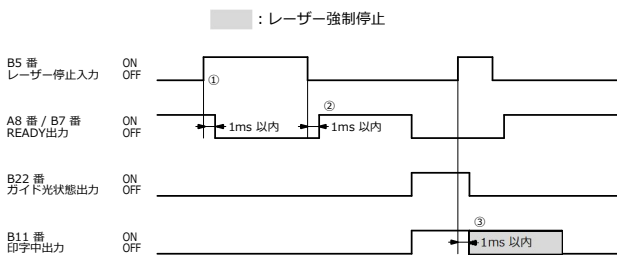 ：レーザー強制停止
B5 番
レーザー停止入力
ON
OFF
①
A8 番 / B7 番
READY出力
ON
OFF
1ms 以内
②
1ms 以内
B22 番
ガイド光状態出力
ON
OFF
B11 番
印字中出力
ON
OFF
③
1ms 以内